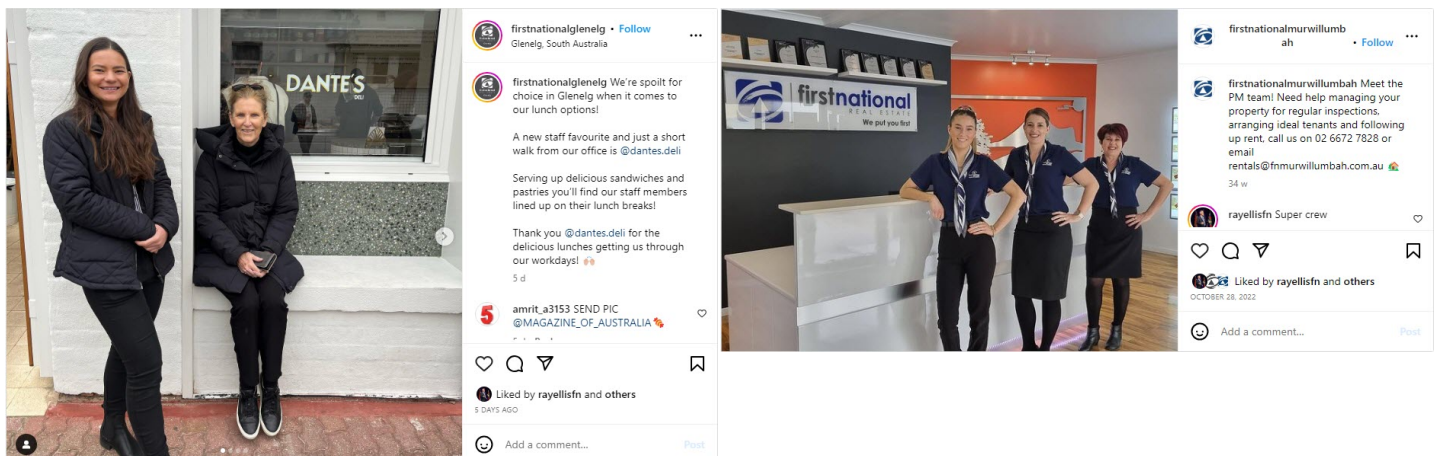 DANTE'S
DELI
firstnationalglenelg • Follow
Glenelg, South Australia
firstnationalglenelg We're spoilt for
choice in Glenelg when it comes to
our lunch options!
A new staff favourite and just a short
walk from our office is @dantes.deli
Serving up delicious sandwiches and
pastries you'll find our staff members
lined up on their lunch breaks!
Thank you @dantes.deli for the
delicious lunches getting us through
our workdays! 🙌🏻
5 d
amrit_a3153 SEND PIC
@MAGAZINE_OF_AUSTRALIA
Liked by rayellisfn and others
5 DAYS AGO
Add a comment...
Post
firstnational
REAL ESTATE
We put you first
firstnationalmurwillumb
ah • Follow
firstnationalmurwillumbah Meet the
PM team! Need help managing your
property for regular inspections,
arranging ideal tenants and following
up rent, call us on 02 6672 7828 or
email
rentals@fnmurwillumbah.com.au 🏡
34 w
rayellisfn Super crew
Liked by rayellisfn and others
OCTOBER 28, 2022
Add a comment...
Post